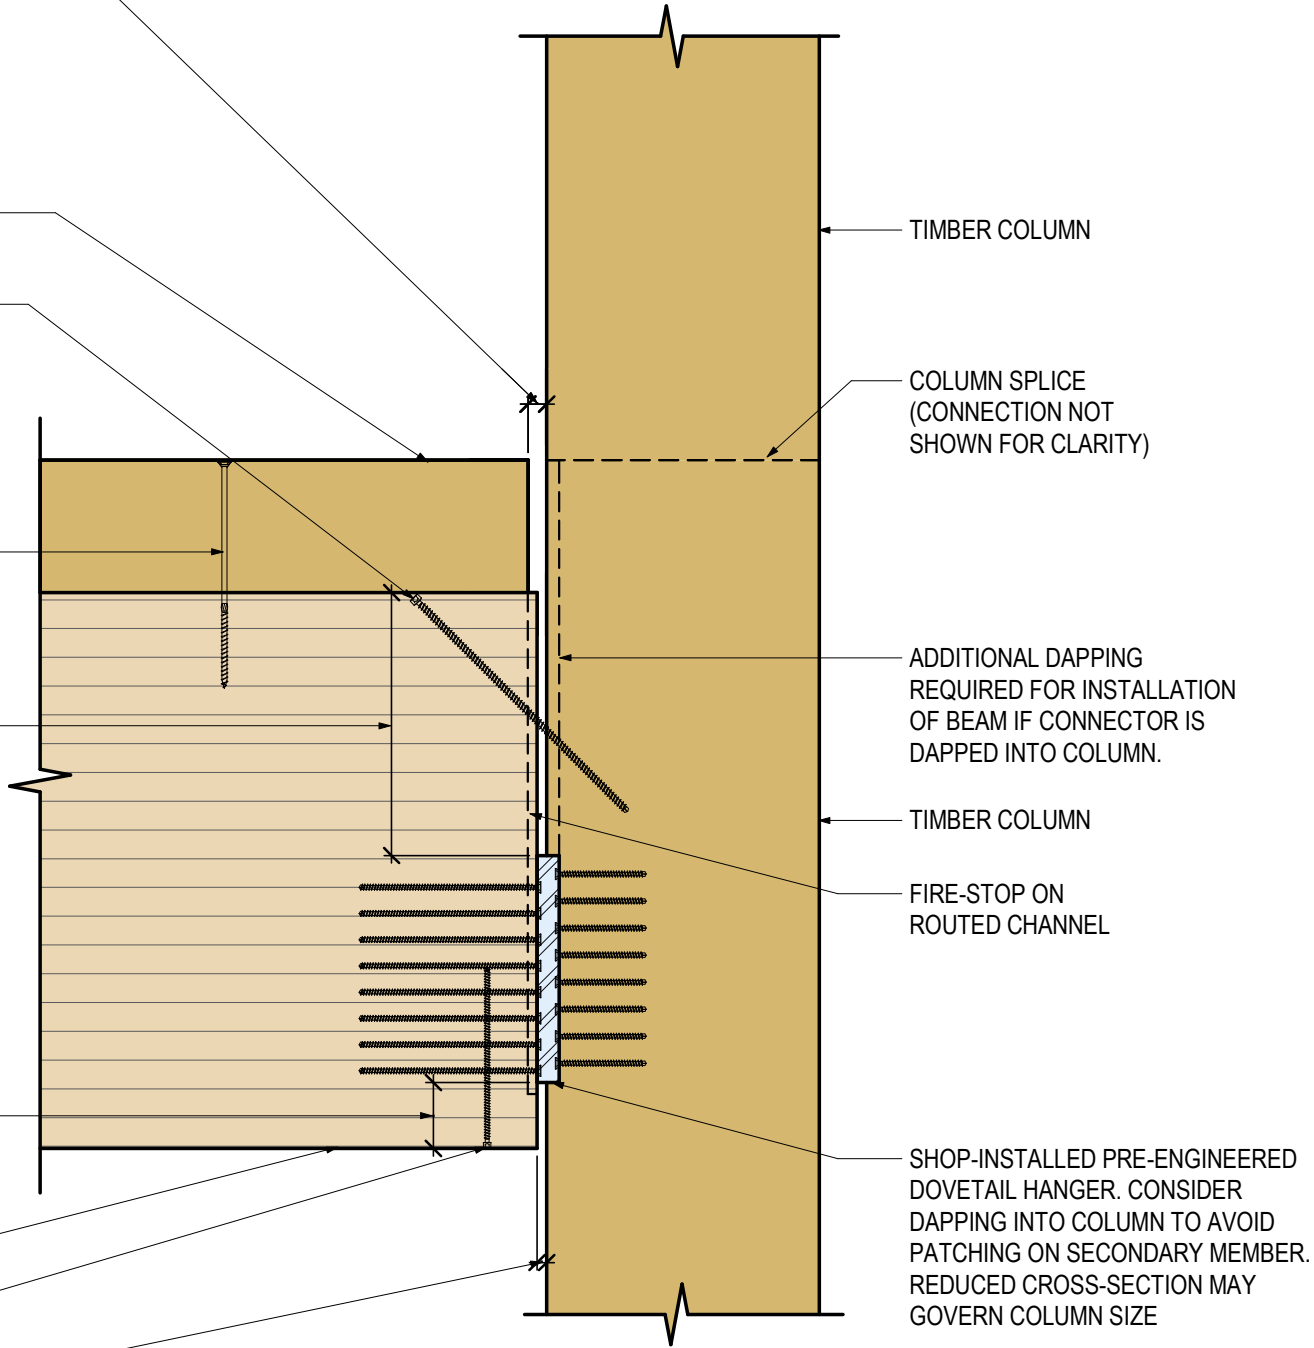 TIMBER COLUMN
COLUMN SPLICE
(CONNECTION NOT
SHOWN FOR CLARITY)
ADDITIONAL DAPPING
REQUIRED FOR INSTALLATION
OF BEAM IF CONNECTOR IS
DAPPED INTO COLUMN.
TIMBER COLUMN
FIRE-STOP ON
ROUTED CHANNEL
SHOP-INSTALLED PRE-ENGINEERED
DOVETAIL HANGER. CONSIDER
DAPPING INTO COLUMN TO AVOID
PATCHING ON SECONDARY MEMBER.
REDUCED CROSS-SECTION MAY
GOVERN COLUMN SIZE